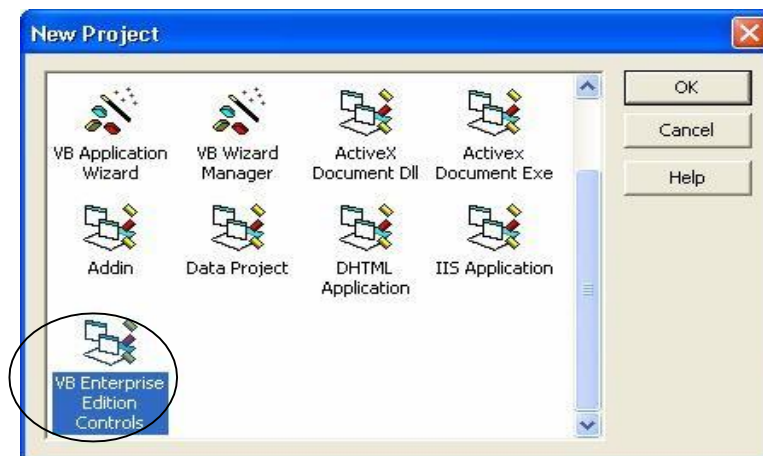 New Project
VB Application
Wizard
VB Wizard
Manager
ActiveX
Document Dll
Activex
Document Exe
OK
Cancel
Help
Addin
Data Project
DHTML
Application
IIS Application
VB Enterprise
Edition
Controls